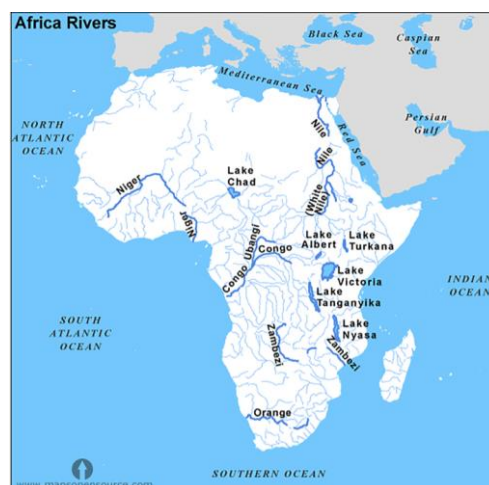 Africa Rivers
Black Sea
Caspian
Sea
Mediterranean Sea
NORTH
ATLANTIC
OCEAN
Persian
Gulf
Red Sea
Nile
Nile
(White
Nile)
Lake
Chad
Niger
Niger
Ubangi
Congo
Congo
Lake
Albert
Lake
Turkana
Lake
Victoria
INDIAN
OCEAN
Lake
Tanganyika
SOUTH
ATLANTIC
OCEAN
Lake
Nyasa
Zambezi
Zambezi
Orange
SOUTHERN OCEAN